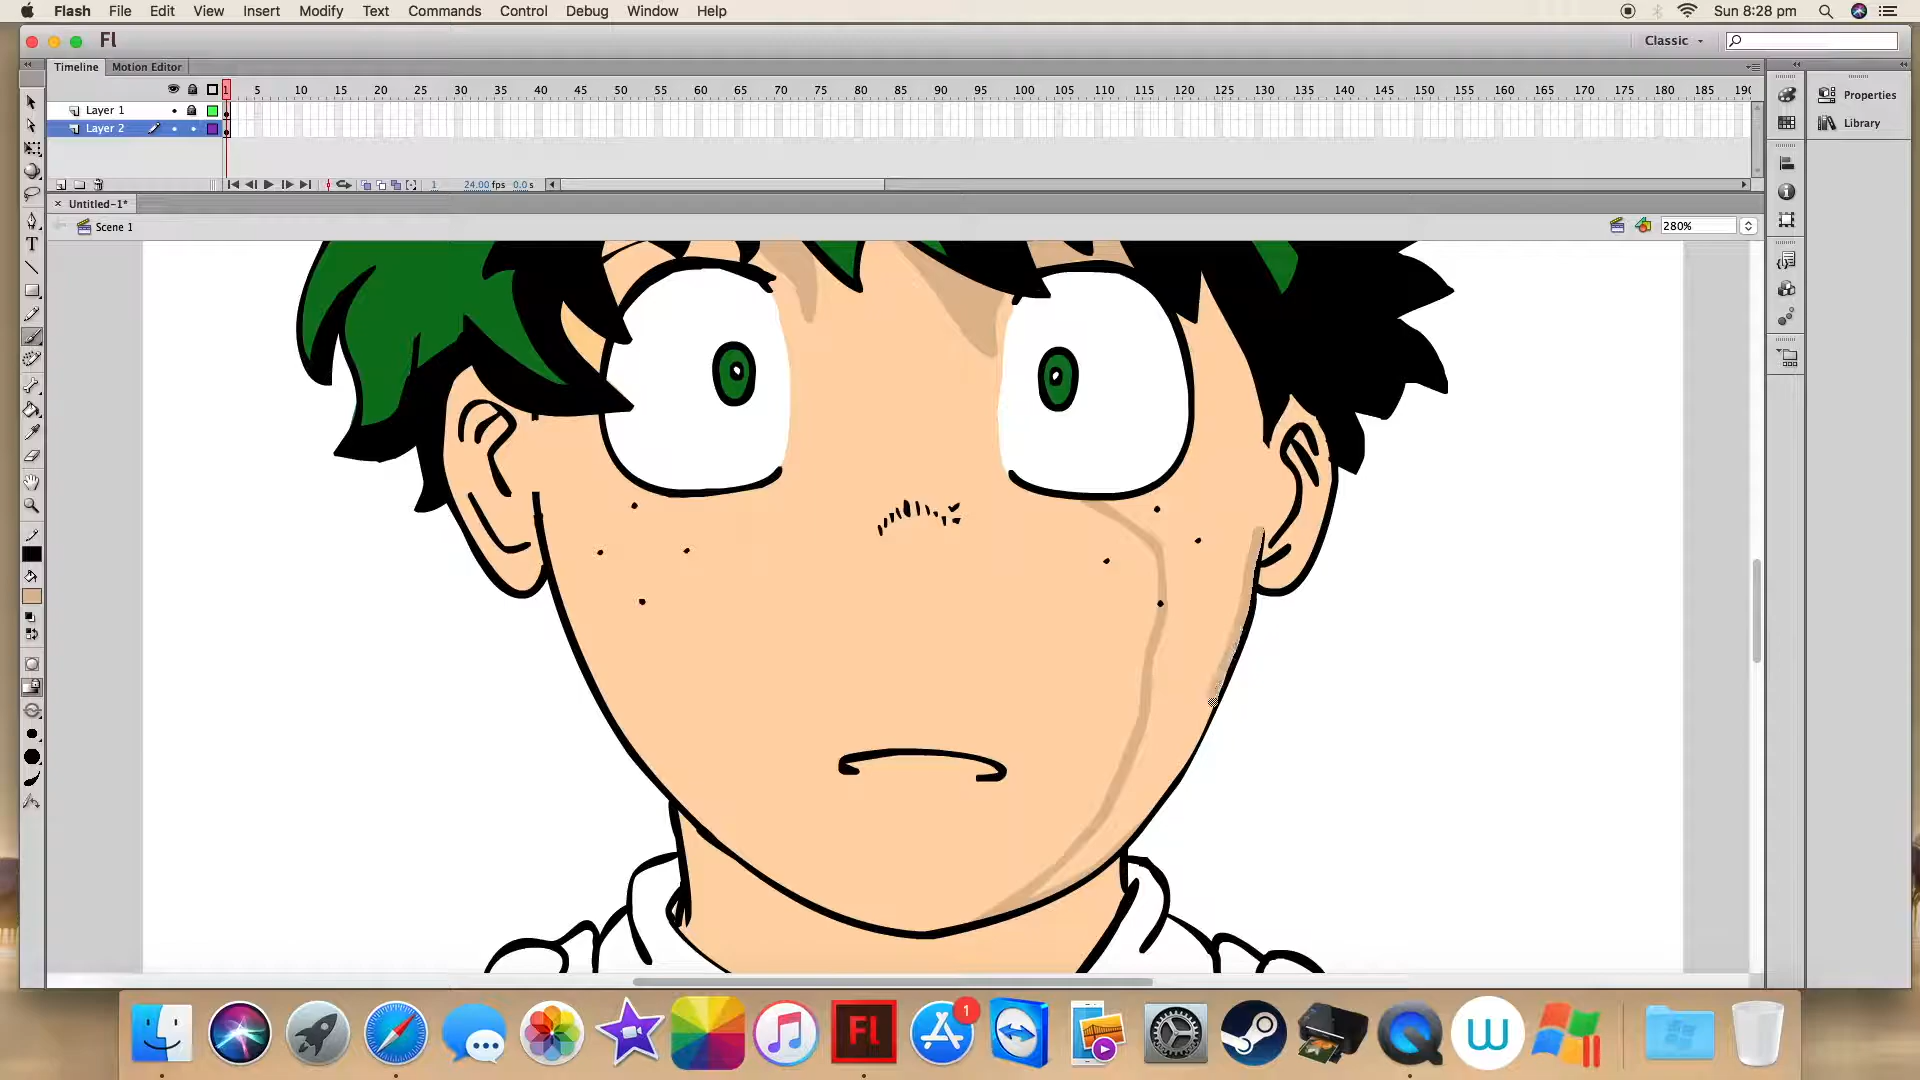 Flash File Edit View Insert Modify Text Commands Control Debug Window Help Sun 8:28 pm
Fl Classic
Timeline Motion Editor
1 5 10 15 20 25 30 35 40 45 50 55 60 65 70 75 80 85 90 95 100 105 110 115 120 125 130 135 140 145 150 155 160 165 170 175 180 185 190
Layer 1
Layer 2
Properties
Library
1 24.00 fps 0.0 s
Untitled-1*
Scene 1 280%
T
Fl
1
W